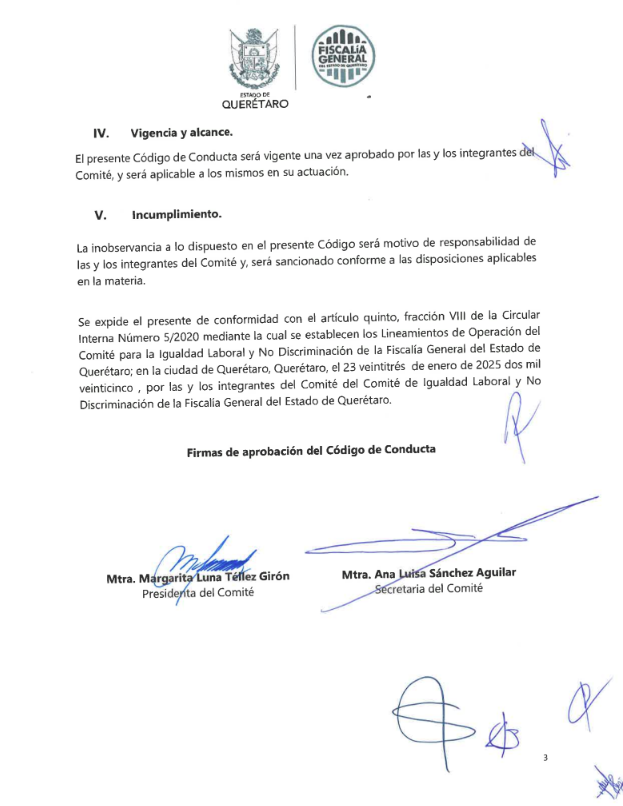 ESTADO DE
QUERÉTARO
FISCALÍA
GENERAL
DEL ESTADO DE QUERÉTARO
IV. Vigencia y alcance.
El presente Código de Conducta será vigente una vez aprobado por las y los integrantes del
Comité, y será aplicable a los mismos en su actuación.
V. Incumplimiento.
La inobservancia a lo dispuesto en el presente Código será motivo de responsabilidad de
las y los integrantes del Comité y, será sancionado conforme a las disposiciones aplicables
en la materia.
Se expide el presente de conformidad con el artículo quinto, fracción VIII de la Circular
Interna Número 5/2020 mediante la cual se establecen los Lineamientos de Operación del
Comité para la Igualdad Laboral y No Discriminación de la Fiscalía General del Estado de
Querétaro; en la ciudad de Querétaro, Querétaro, el 23 veintitrés de enero de 2025 dos mil
veinticinco , por las y los integrantes del Comité del Comité de Igualdad Laboral y No
Discriminación de la Fiscalía General del Estado de Querétaro.
Firmas de aprobación del Código de Conducta
Mtra. Margarita Luna Téllez Girón
Presidenta del Comité
Mtra. Ana Luisa Sánchez Aguilar
Secretaria del Comité
3